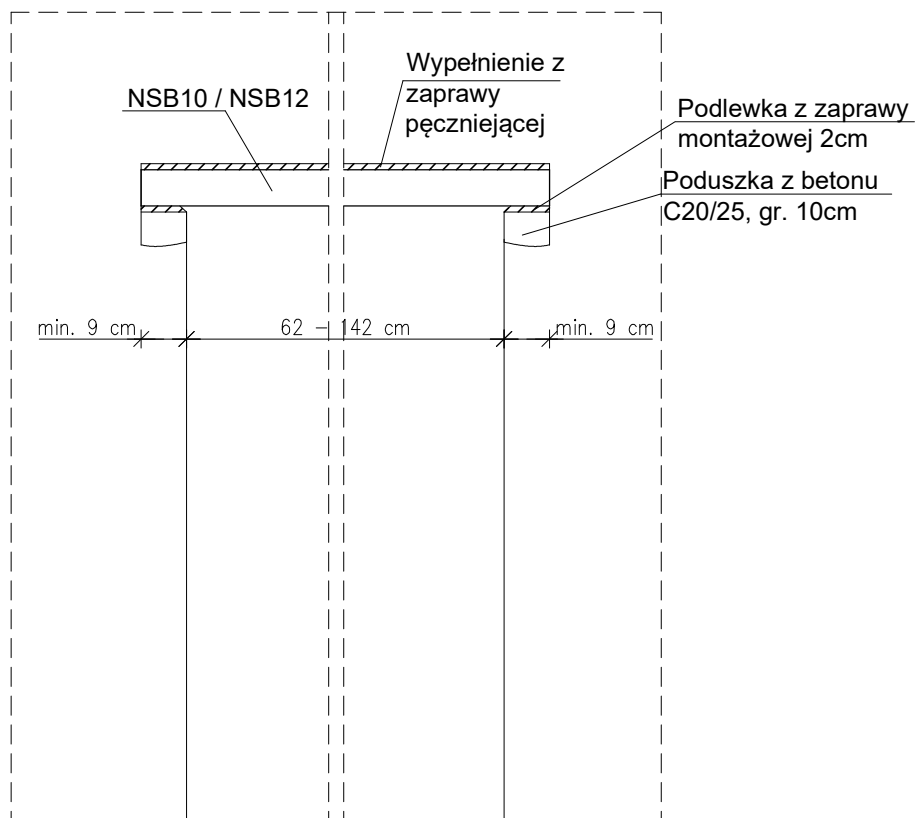 Wypełnienie z
zaprawy
pęczniejącej
NSB10 / NSB12
Podlewka z zaprawy
montażowej 2cm
Poduszka z betonu
C20/25, gr. 10cm
min. 9 cm
62 – 142 cm
min. 9 cm